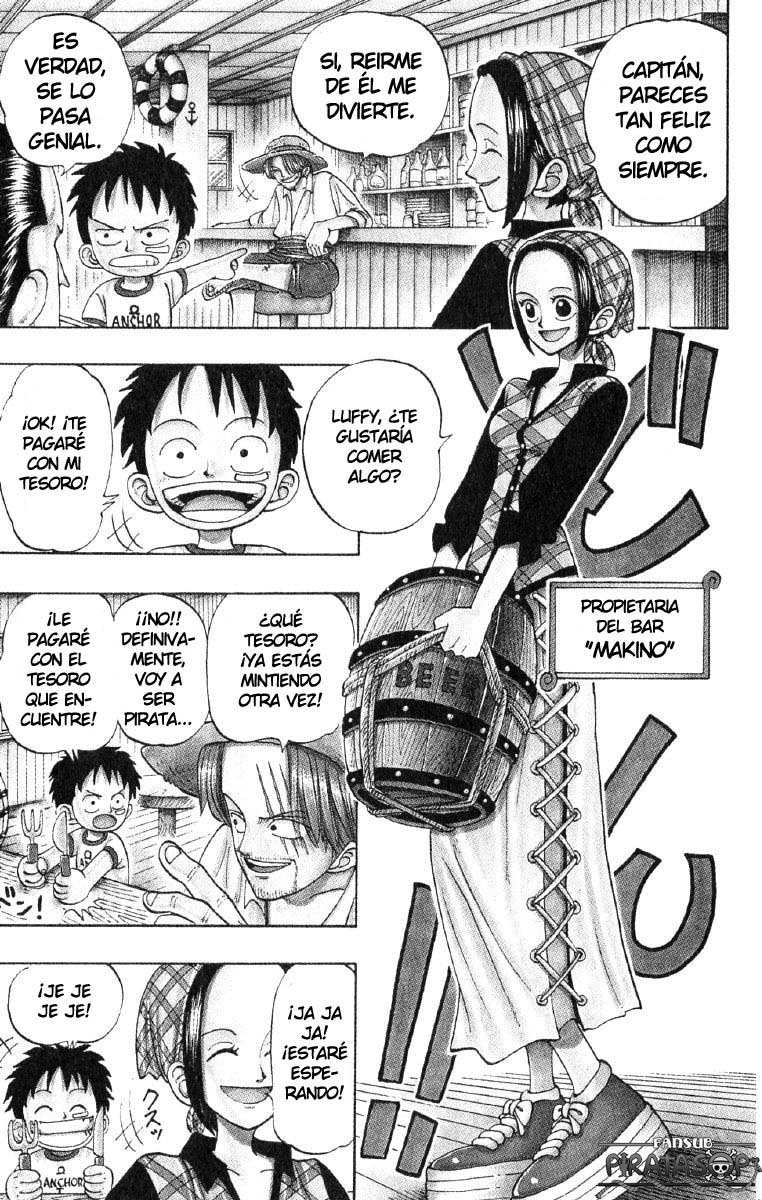 CAPITÁN,
PARECES
TAN FELIZ
COMO
SIEMPRE.
SI, REIRME
DE ÉL ME
DIVIERTE.
ES
VERDAD,
SE LO
PASA
GENIAL.
ANCHOR
LUFFY, ¿TE
GUSTARÍA
COMER
ALGO?
¡OK! ¡TE
PAGARÉ
CON MI
TESORO!
BEER
PROPIETARIA
DEL BAR
"MAKINO"
¿QUÉ
TESORO?
¡YA ESTÁS
MINTIENDO
OTRA VEZ!
¡¡NO!!
DEFINIVA-
MENTE,
VOY A
SER
PIRATA...
¡LE
PAGARÉ
CON EL
TESORO
QUE EN-
CUENTRE!
¡JA JA
JA!
¡ESTARÉ
ESPE-
RANDO!
¡JE JE
JE JE!
クスッ
FANSUB